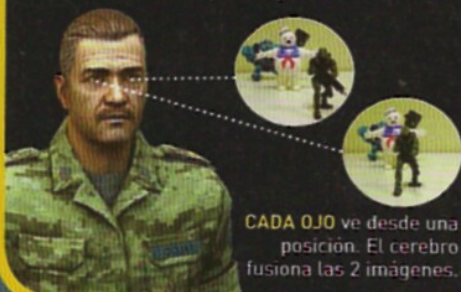 CADA OJO ve desde una
posición. El cerebro
fusiona las 2 imágenes.